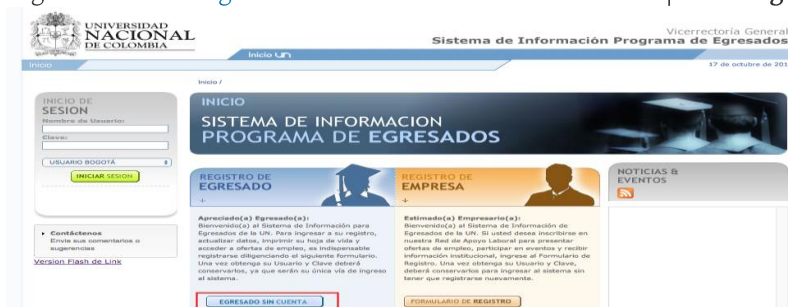 UNIVERSIDAD
NACIONAL
DE COLOMBIA
Vicerrectoría General
Sistema de Información Programa de Egresados
Inicio UN
Inicio
17 de octubre de 201
Inicio /
INICIO DE
SESION
Nombre de Usuario:
Clave:
USUARIO BOGOTÁ
INICIAR SESION
Contáctenos
Envie sus comentarios o
sugerencias
Version Flash de Link
INICIO
SISTEMA DE INFORMACION
PROGRAMA DE EGRESADOS
REGISTRO DE
EGRESADO
Apreciado(a) Egresado(a):
Bienvenido(a) al Sistema de Información para
Egresados de la UN. Para ingresar a su registro,
actualizar datos, imprimir su hoja de vida y
acceder a ofertas de empleo, es indispensable
registrarse diligenciando el siguiente formulario.
Una vez obtenga su Usuario y Clave deberá
conservarlos, ya que serán su única vía de ingreso
al sistema.
EGRESADO SIN CUENTA
REGISTRO DE
EMPRESA
Estimado(a) Empresario(a):
Bienvenido(a) al Sistema de Información de
Egresados de la UN. Si usted desea inscribirse en
nuestra Red de Apoyo Laboral para presentar
ofertas de empleo, participar en eventos y recibir
información institucional, ingrese al Formulario de
Registro. Una vez obtenga su Usuario y Clave,
deberá conservarlos para ingresar al sistema sin
tener que registrarse nuevamente.
FORMULARIO DE REGISTRO
NOTICIAS &
EVENTOS